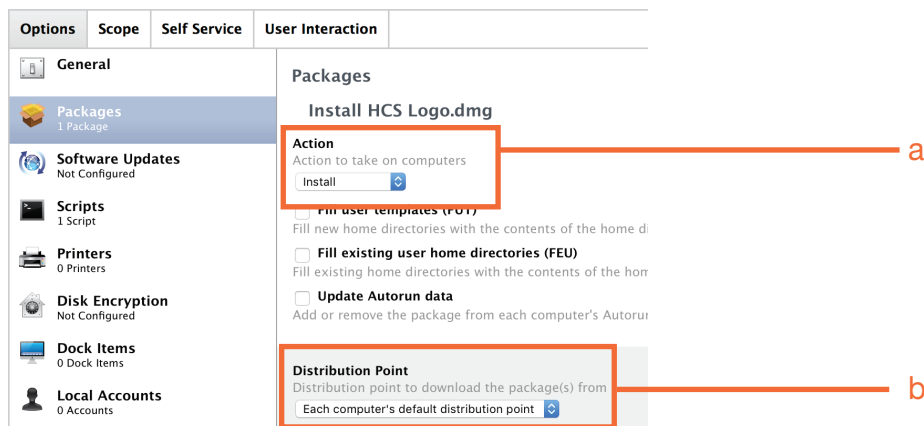 Options Scope Self Service User Interaction
General
Packages
1 Package
Software Updates
Not Configured
Scripts
1 Script
Printers
0 Printers
Disk Encryption
Not Configured
Dock Items
0 Dock Items
Local Accounts
0 Accounts
Packages
Install HCS Logo.dmg
Action
Action to take on computers
Install
a
Fill user templates (FUT)
Fill new home directories with the contents of the home di
Fill existing user home directories (FEU)
Fill existing home directories with the contents of the hom
Update Autorun data
Add or remove the package from each computer's Autorun
Distribution Point
Distribution point to download the package(s) from
Each computer's default distribution point
b